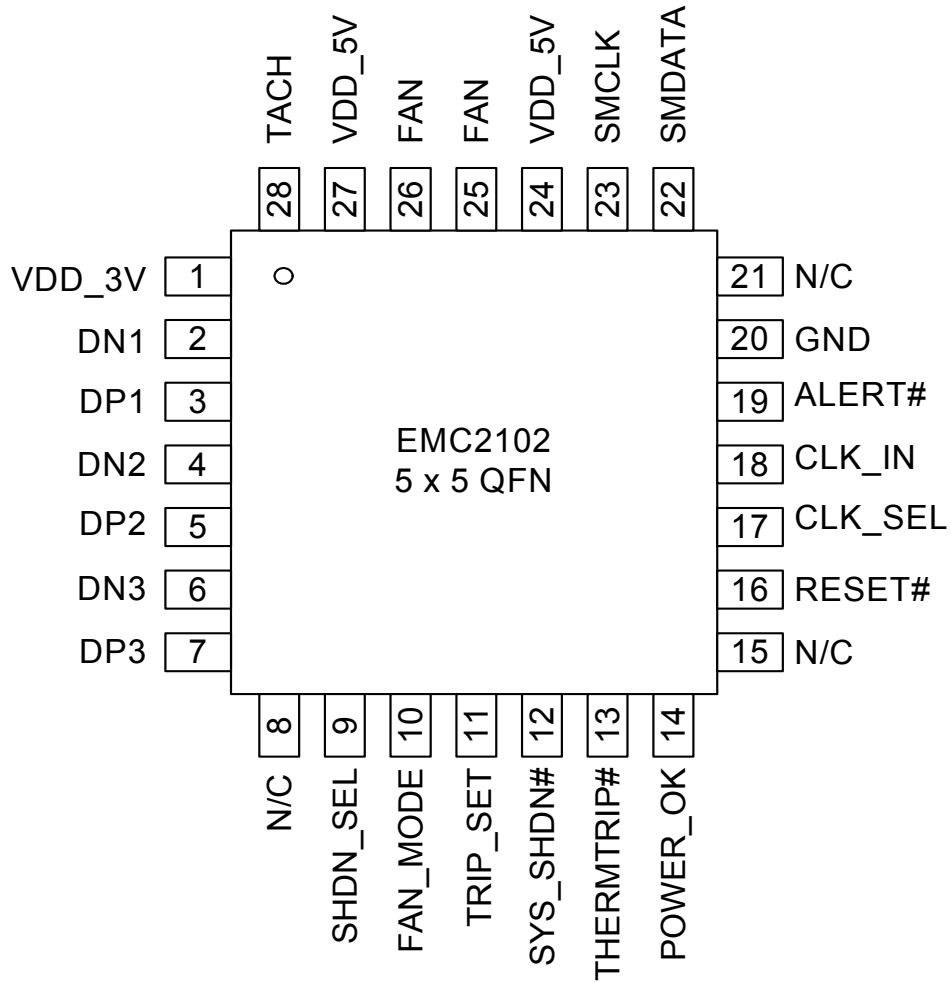 TACH
VDD_5V
FAN
FAN
VDD_5V
SMCLK
SMDATA
28
27
26
25
24
23
22
VDD_3V 1
DN1 2
DP1 3
DN2 4
DP2 5
DN3 6
DP3 7
EMC2102
5 x 5 QFN
21 N/C
20 GND
19 ALERT#
18 CLK_IN
17 CLK_SEL
16 RESET#
15 N/C
8
9
10
11
12
13
14
N/C
SHDN_SEL
FAN_MODE
TRIP_SET
SYS_SHDN#
THERMTRIP#
POWER_OK